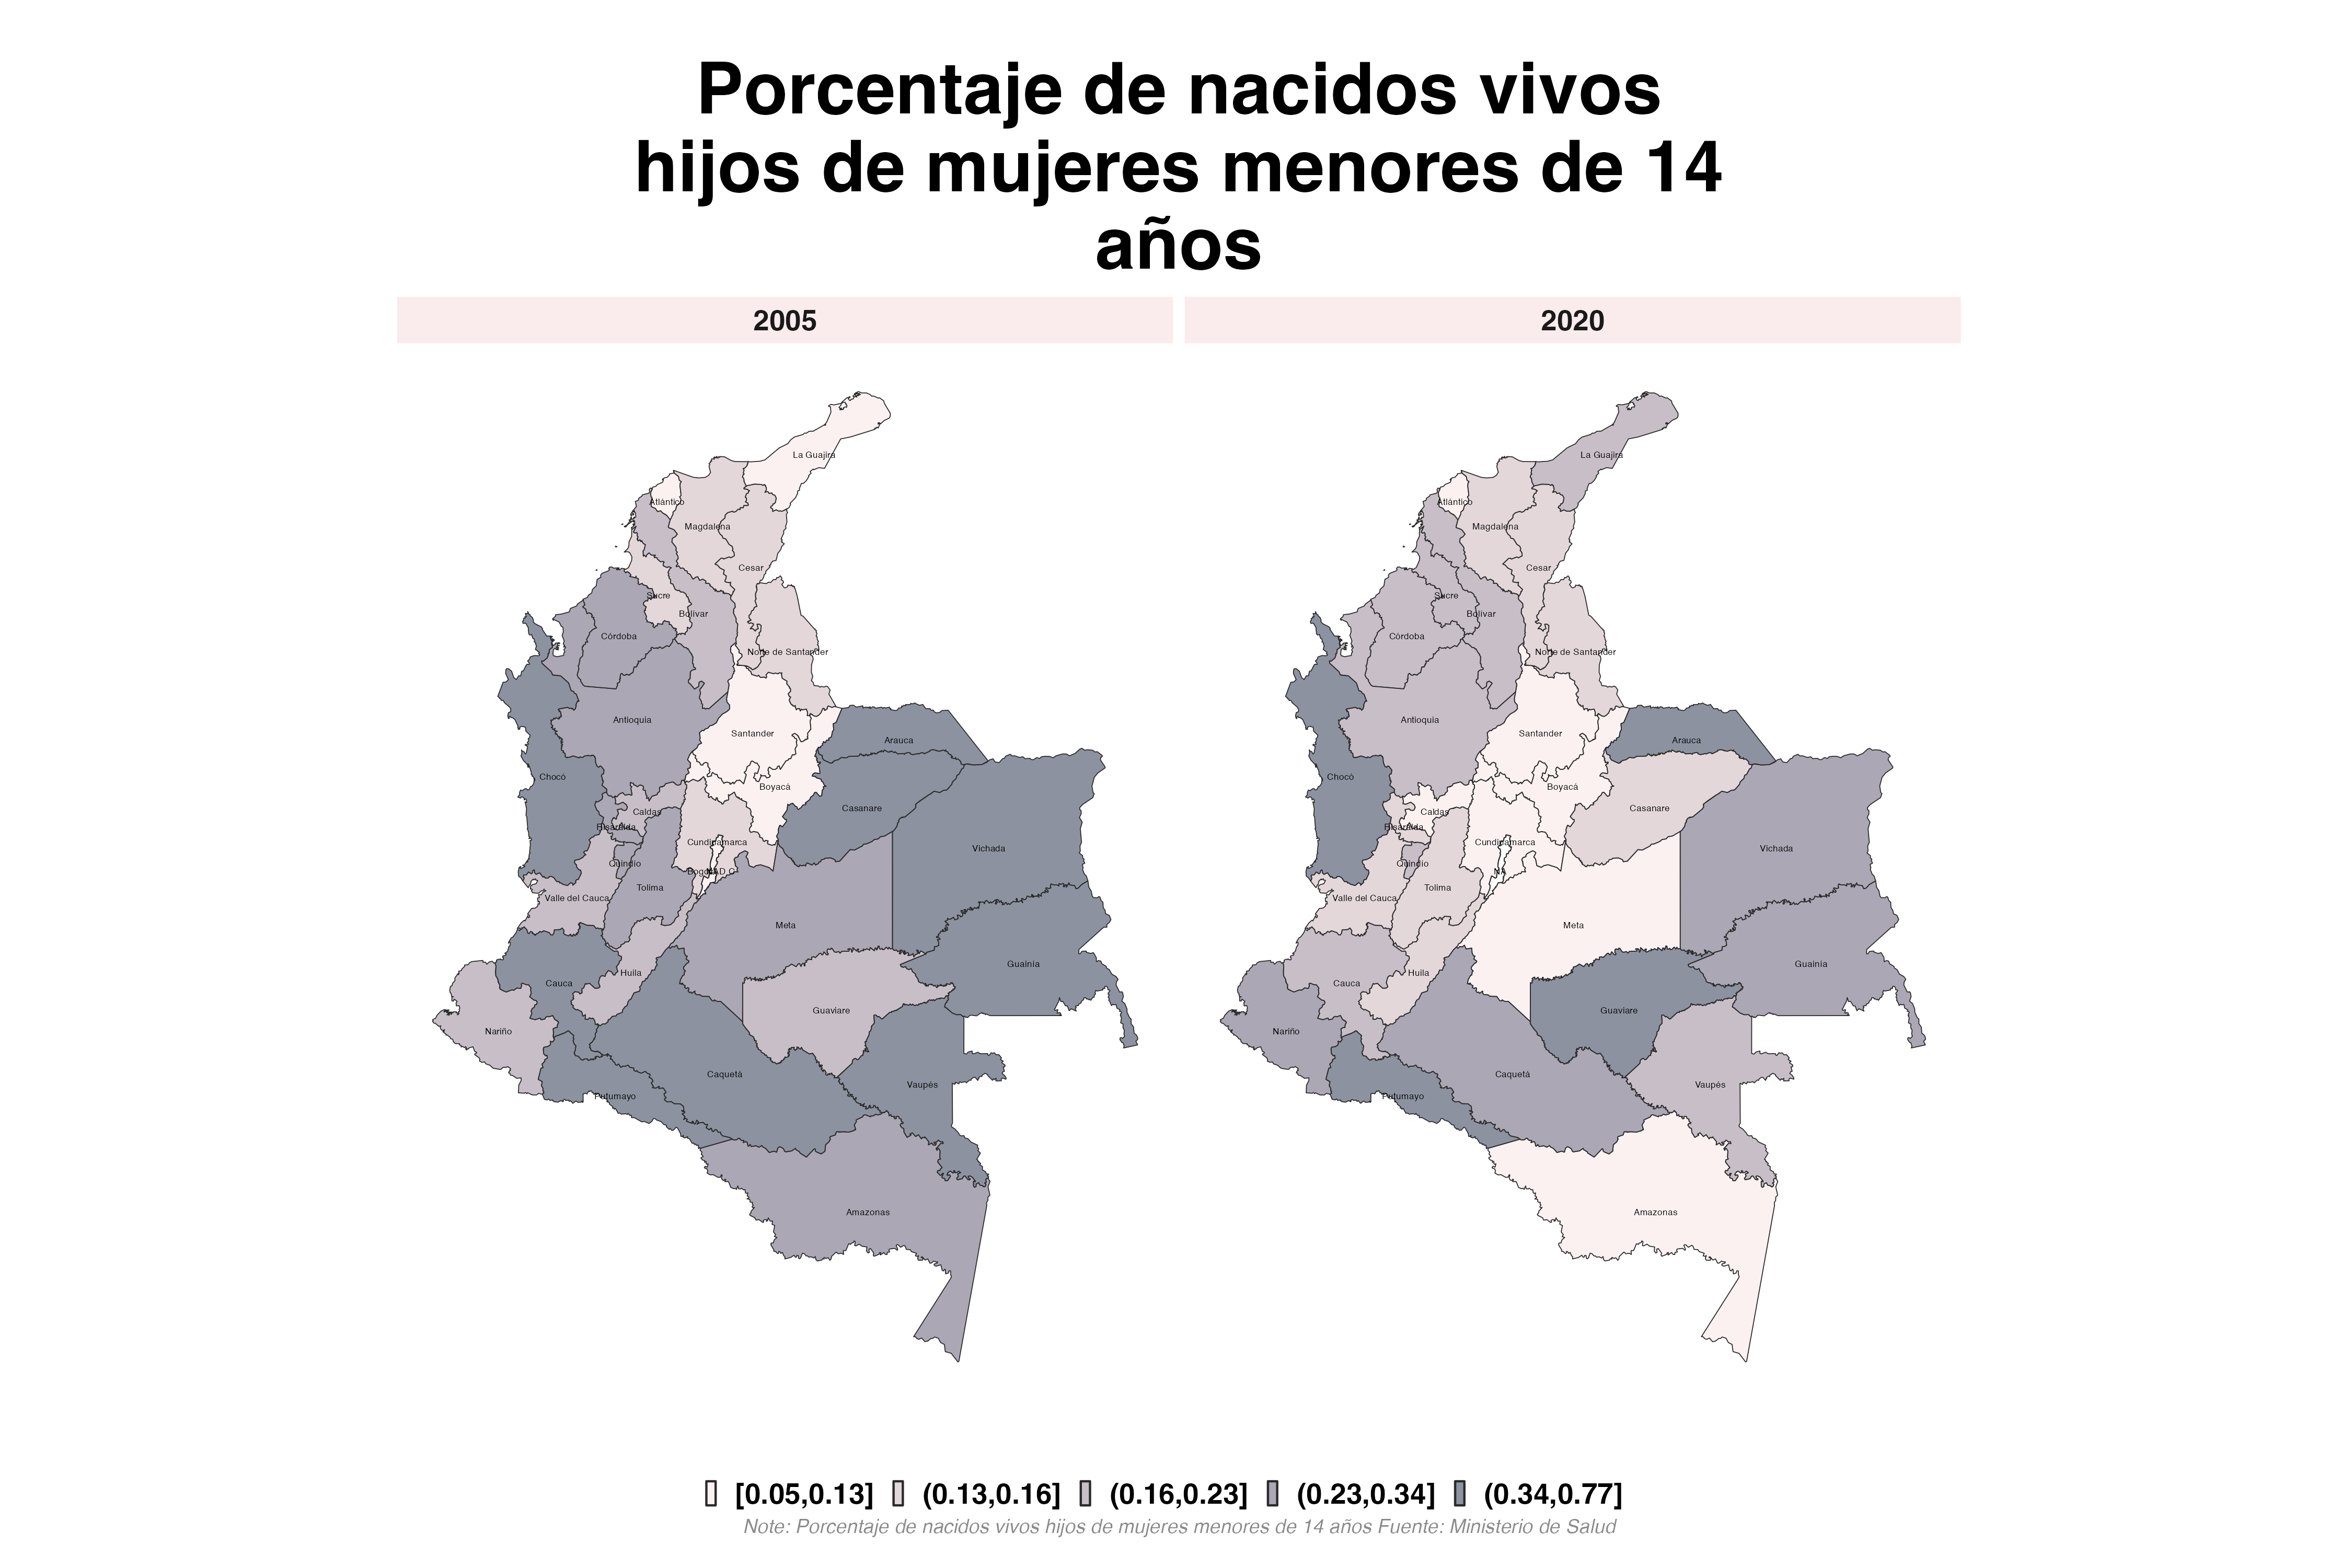 Porcentaje de nacidos vivos
hijos de mujeres menores de 14
años
2005
2020
La Guajira
Atlántico
Magdalena
Cesar
Sucre
Bolívar
Córdoba
Norte de Santander
Antioquia
Santander
Arauca
Chocó
Boyacá
Casanare
Caldas
Risaralda
Cundinamarca
Vichada
Quindío
Tolima
Valle del Cauca
Meta
Guainía
Huila
Cauca
Guaviare
Nariño
Caquetá
Vaupés
Putumayo
Amazonas
La Guajira
Atlántico
Magdalena
Cesar
Sucre
Bolívar
Córdoba
Norte de Santander
Antioquia
Santander
Arauca
Chocó
Boyacá
Casanare
Caldas
Risaralda
Cundinamarca
Vichada
Quindío
NA
Tolima
Valle del Cauca
Meta
Guainía
Huila
Cauca
Guaviare
Nariño
Caquetá
Vaupés
Putumayo
Amazonas
[0.05,0.13] (0.13,0.16] (0.16,0.23] (0.23,0.34] (0.34,0.77]
Note: Porcentaje de nacidos vivos hijos de mujeres menores de 14 años Fuente: Ministerio de Salud